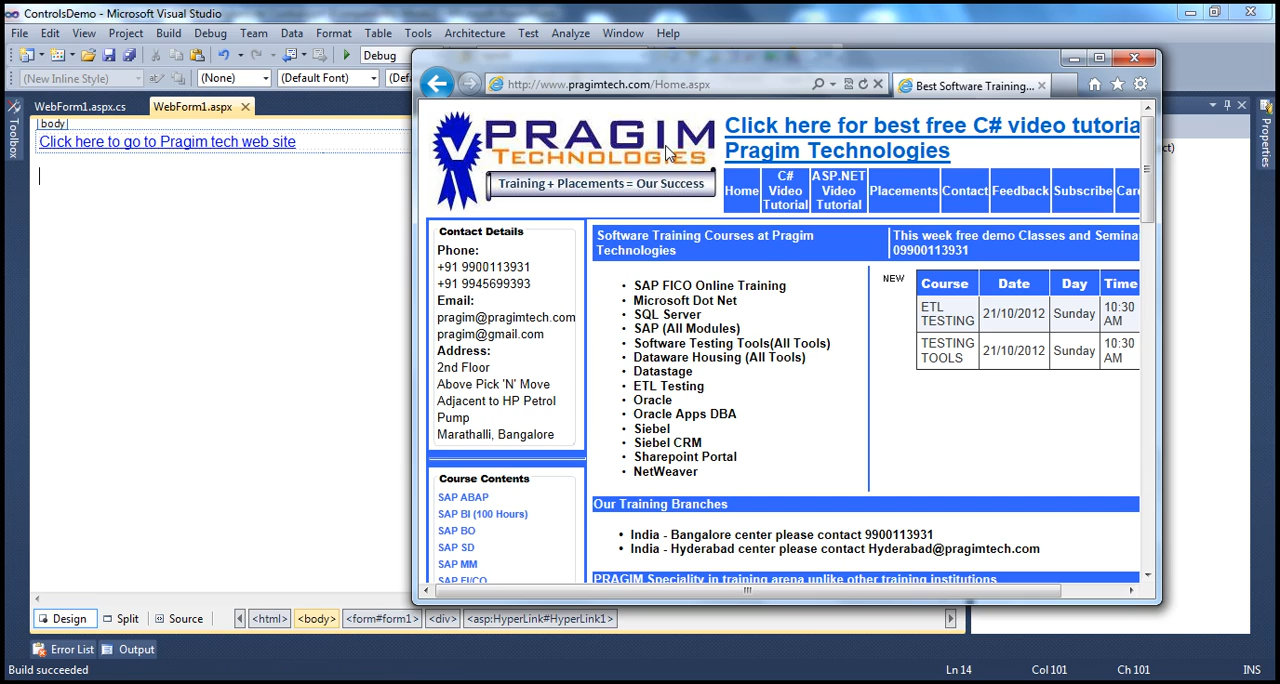 ControlsDemo - Microsoft Visual Studio
File Edit View Project Build Debug Team Data Format Table Tools Architecture Test Analyze Window Help
Debug
(New Inline Style) (None) (Default Font)
WebForm1.aspx.cs WebForm1.aspx
Toolbox
body
Click here to go to Pragim tech web site
http://www.pragimtech.com/Home.aspx
Best Software Training...
PRAGIM
TECHNOLOGIES
Training + Placements = Our Success
Click here for best free C# video tutoria
Pragim Technologies
Home
C# Video Tutorial
ASP.NET Video Tutorial
Placements
Contact
Feedback
Subscribe
Care
Contact Details
Phone:
+91 9900113931
+91 9945699393
Email:
pragim@pragimtech.com
pragim@gmail.com
Address:
2nd Floor
Above Pick 'N' Move
Adjacent to HP Petrol
Pump
Marathalli, Bangalore
Course Contents
SAP ABAP
SAP BI (100 Hours)
SAP BO
SAP SD
SAP MM
SAP FI/CO
Software Training Courses at Pragim
Technologies
• SAP FICO Online Training
• Microsoft Dot Net
• SQL Server
• SAP (All Modules)
• Software Testing Tools(All Tools)
• Dataware Housing (All Tools)
• Datastage
• ETL Testing
• Oracle
• Oracle Apps DBA
• Siebel
• Siebel CRM
• Sharepoint Portal
• NetWeaver
This week free demo Classes and Semina
09900113931
NEW
Course Date Day Time
ETL TESTING 21/10/2012 Sunday 10:30 AM
TESTING TOOLS 21/10/2012 Sunday 10:30 AM
Our Training Branches
• India - Bangalore center please contact 9900113931
• India - Hyderabad center please contact Hyderabad@pragimtech.com
PRAGIM Speciality in training arena unlike other training institutions
Properties
Design Split Source <html> <body> <form#form1> <div> <asp:HyperLink#HyperLink1>
Error List Output
Build succeeded Ln 14 Col 101 Ch 101 INS